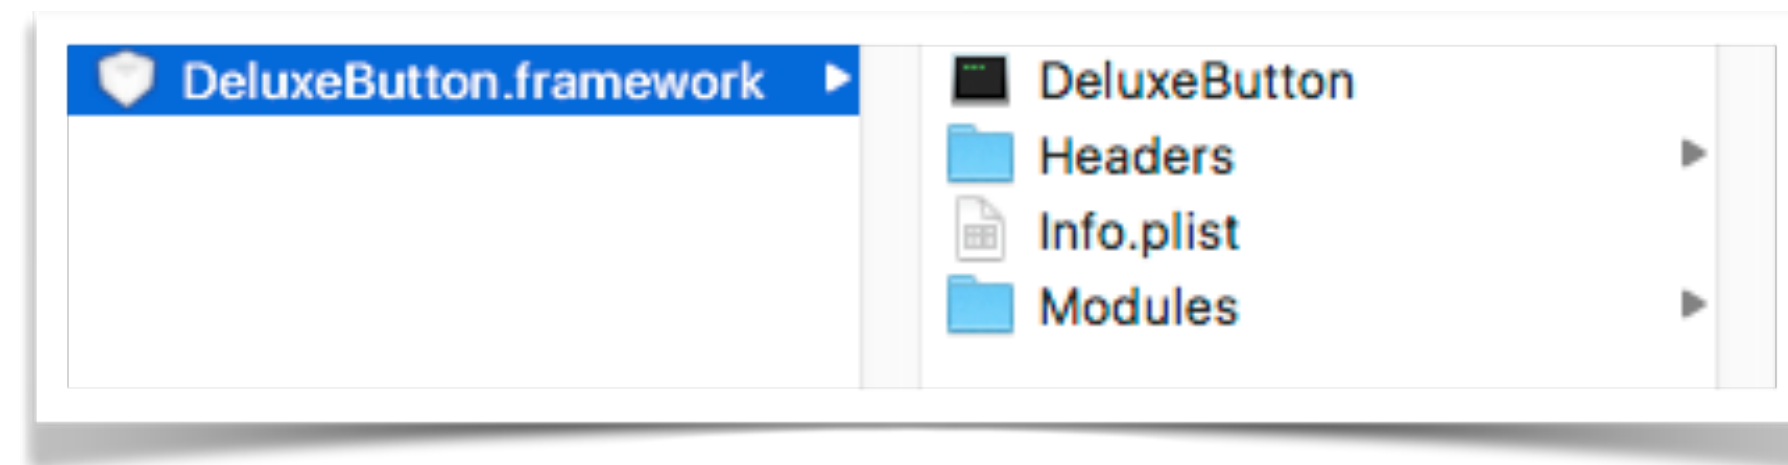 DeluxeButton.framework
DeluxeButton
Headers
Info.plist
Modules